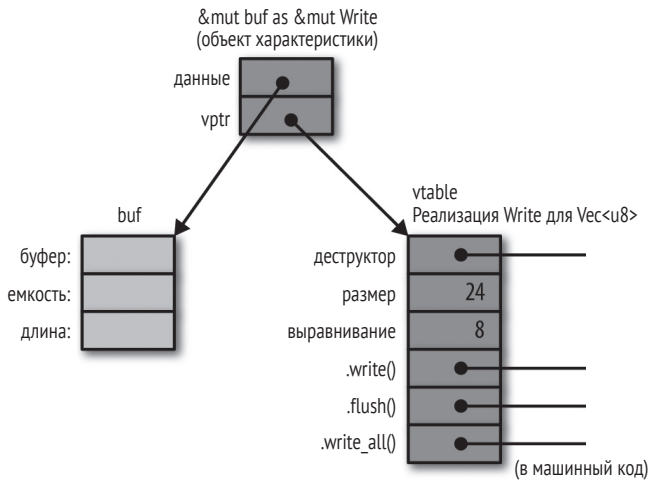 &mut buf as &mut Write
(объект характеристики)
данные
vptr
buf
буфер:
емкость:
длина:
vtable
Реализация Write для Vec<u8>
деструктор
размер 24
выравнивание 8
.write()
.flush()
.write_all()
(в машинный код)